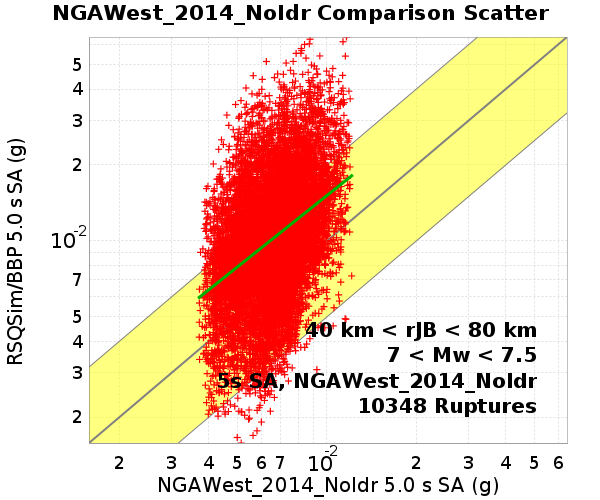 NGAWest_2014_NoIdr Comparison Scatter
RSQSim/BBP 5.0 s SA (g)
5
4
3
2
10-2
7
5
4
3
2
40 km < rJB < 80 km
7 < Mw < 7.5
5s SA, NGAWest_2014_NoIdr
10348 Ruptures
2 3 4 5 6 7 10-2 2 3 4 5 6
NGAWest_2014_NoIdr 5.0 s SA (g)